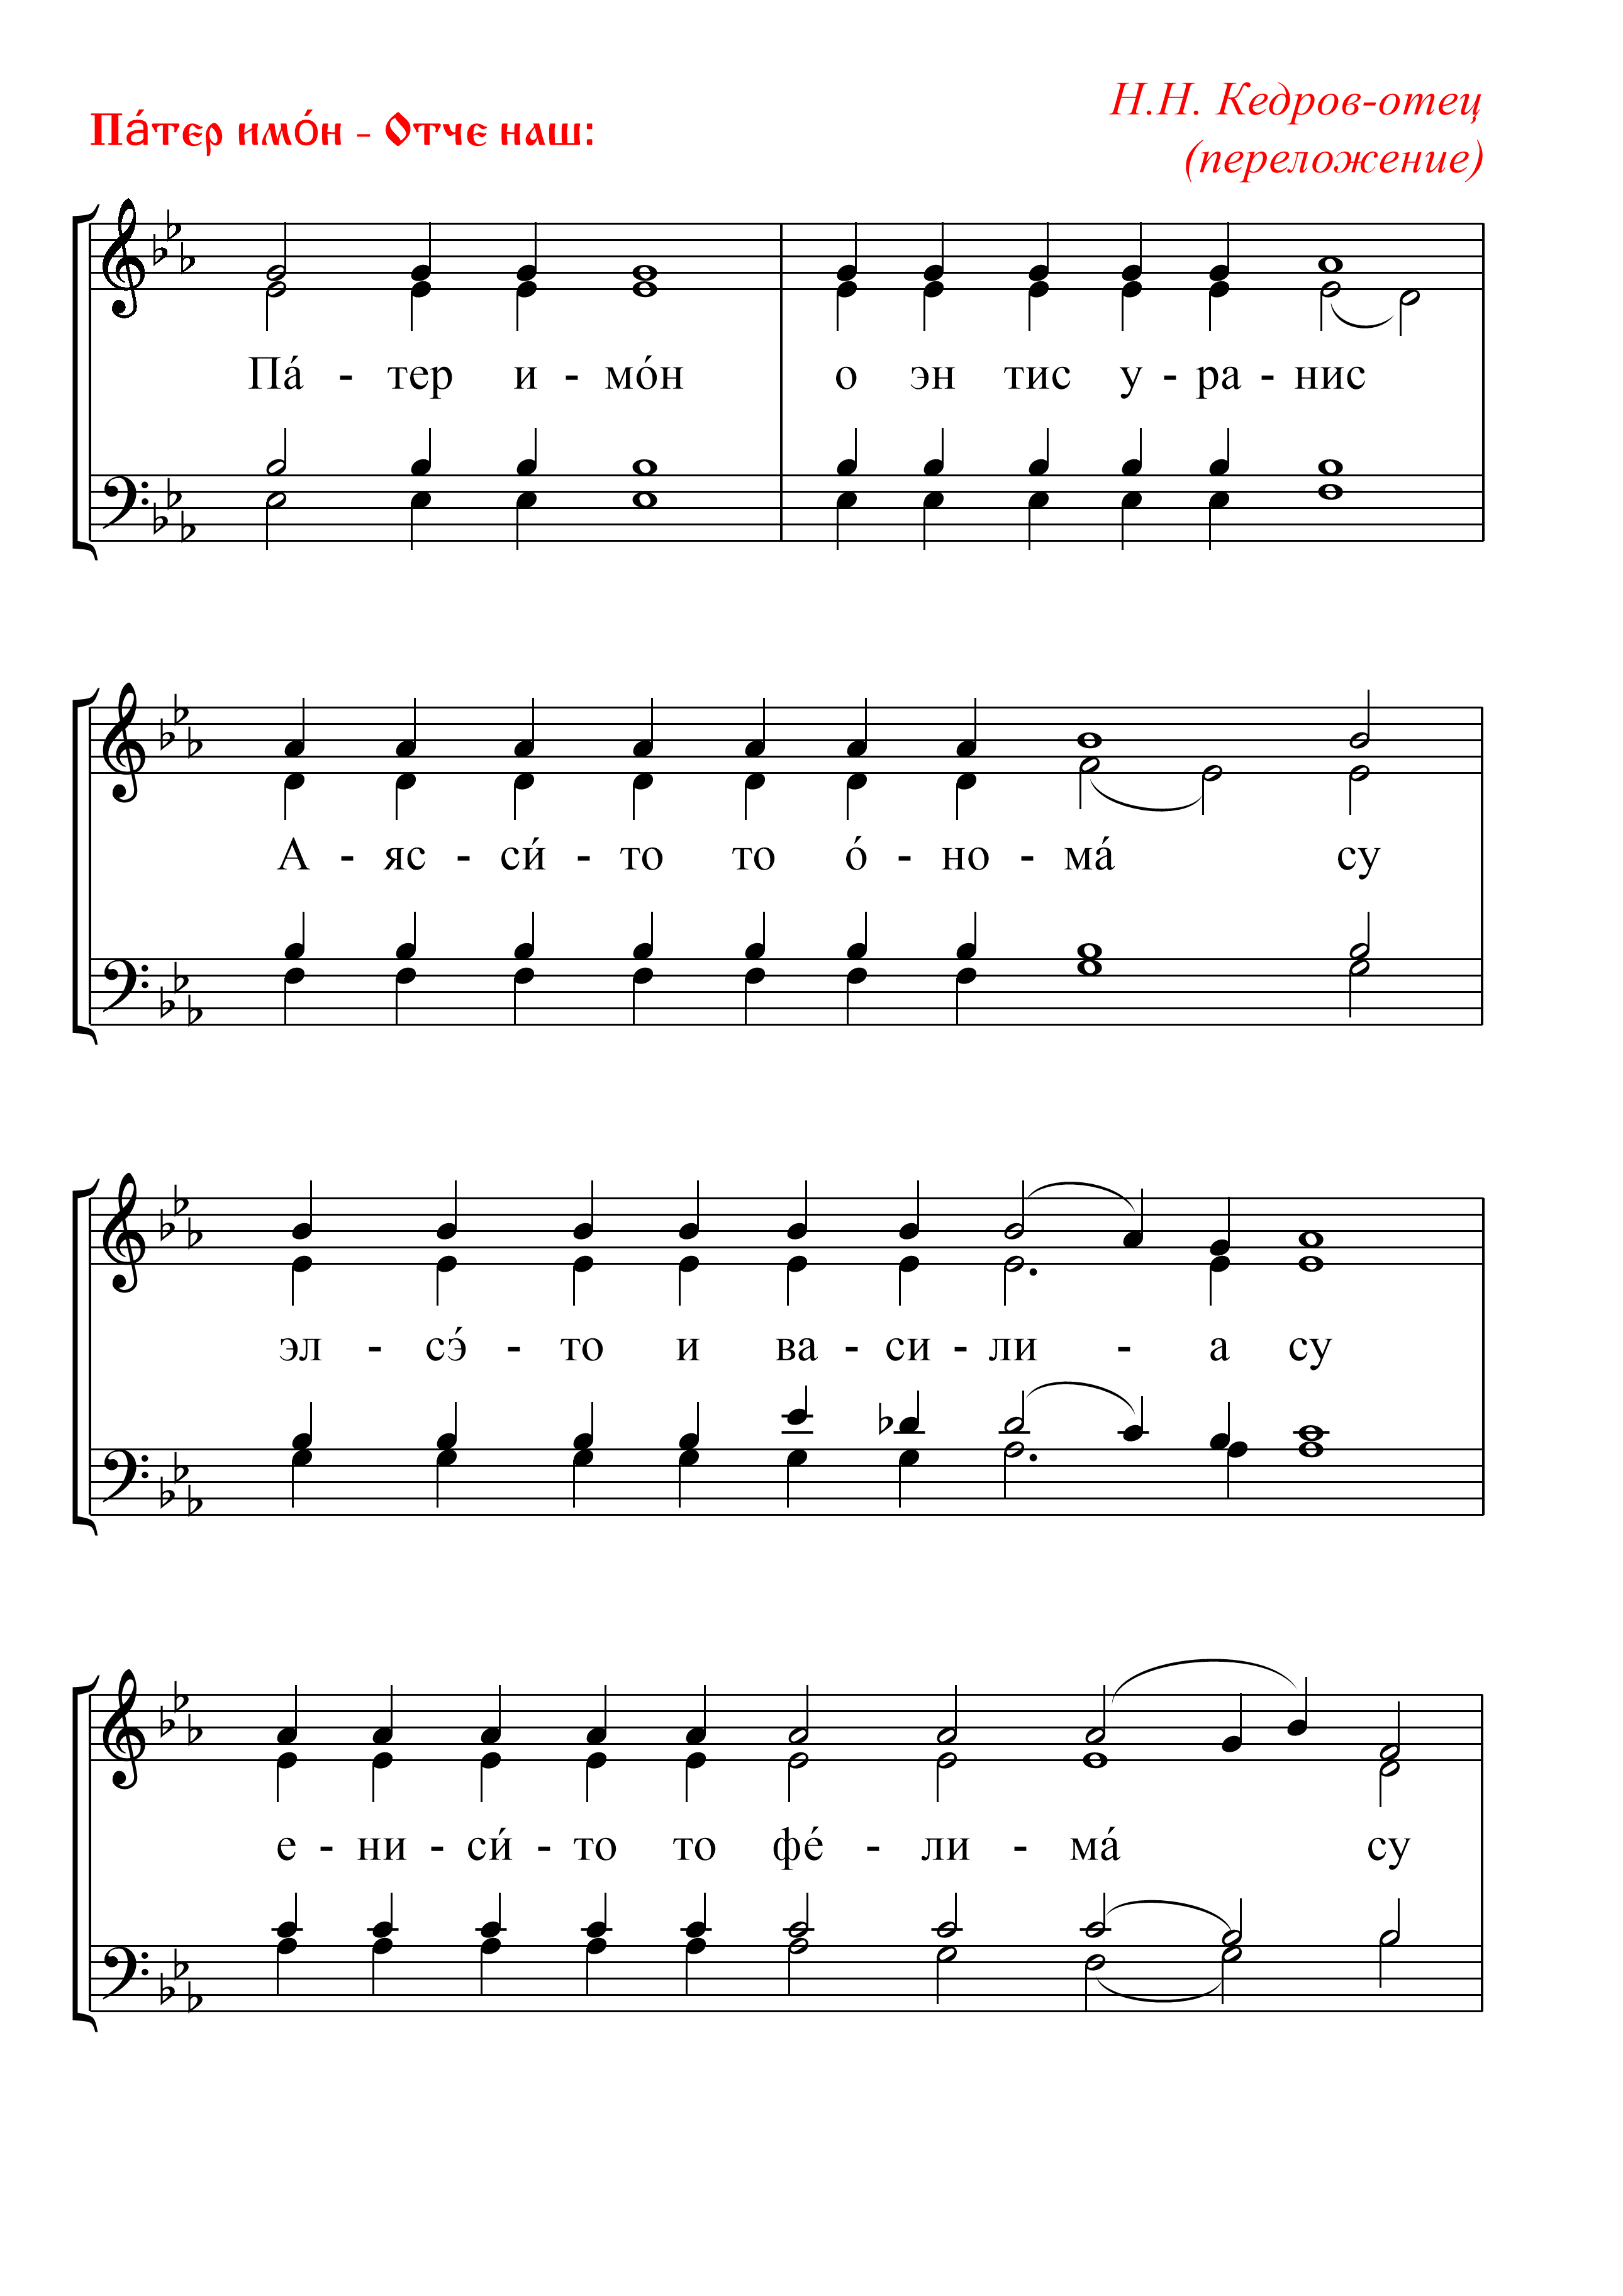 Па́тер имо́н - Отче наш:
Н.Н. Кедров-отец
(переложение)
Па́ - тер и - мо́н о эн тис у - ра - нис
А - яс - си́ - то то о́ - но - ма́ су
эл - сэ́ - то и ва - си - ли - а су
е - ни - си́ - то то фе́ - ли - ма́ су